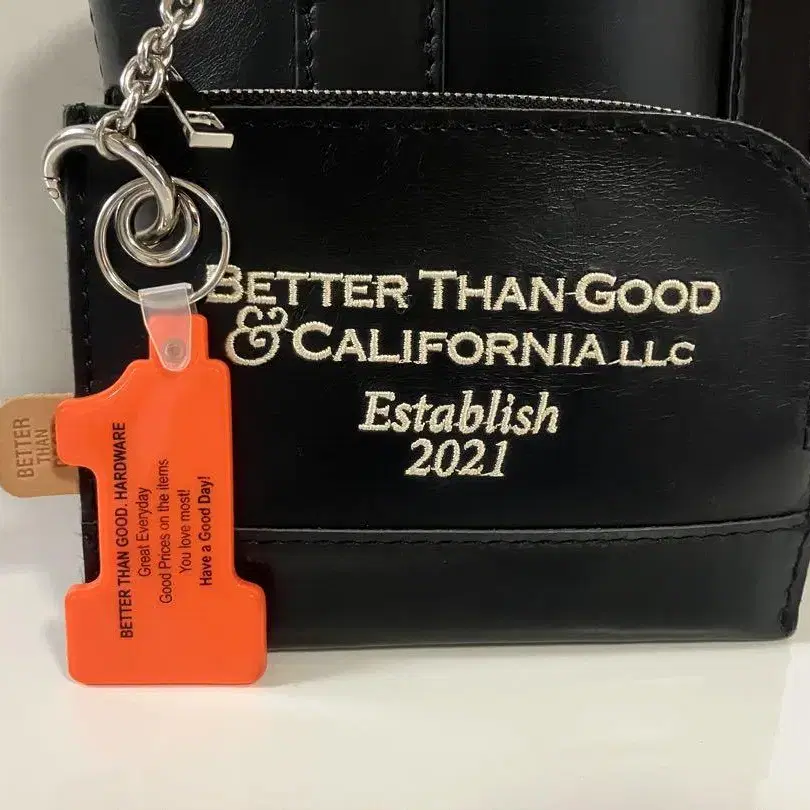 BETTER THAN GOOD
& CALIFORNIA LLC
Establish
2021
BETTER THAN GOOD. HARDWARE
Great Everyday
Good Prices on the items
You love most!
Have a Good Day!
BETTER
THAN